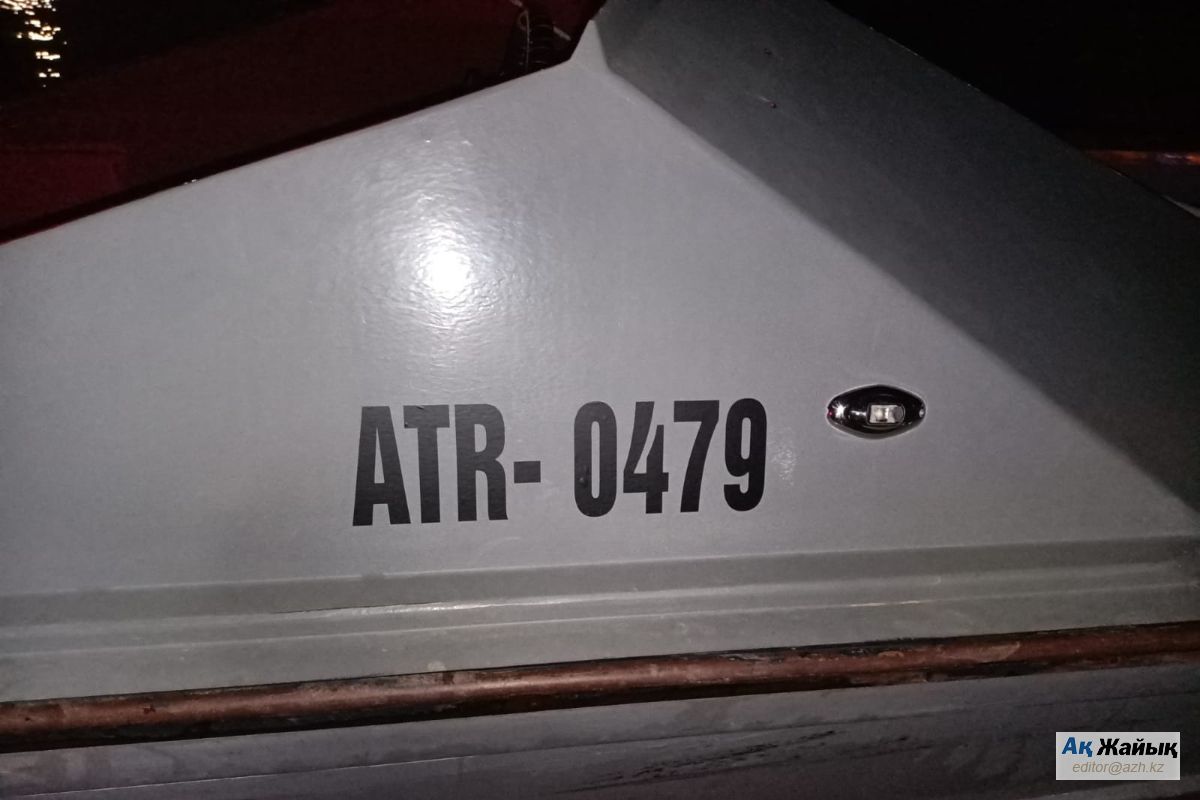 ATR- 0479
Ақ Жайық
editor@azh.kz